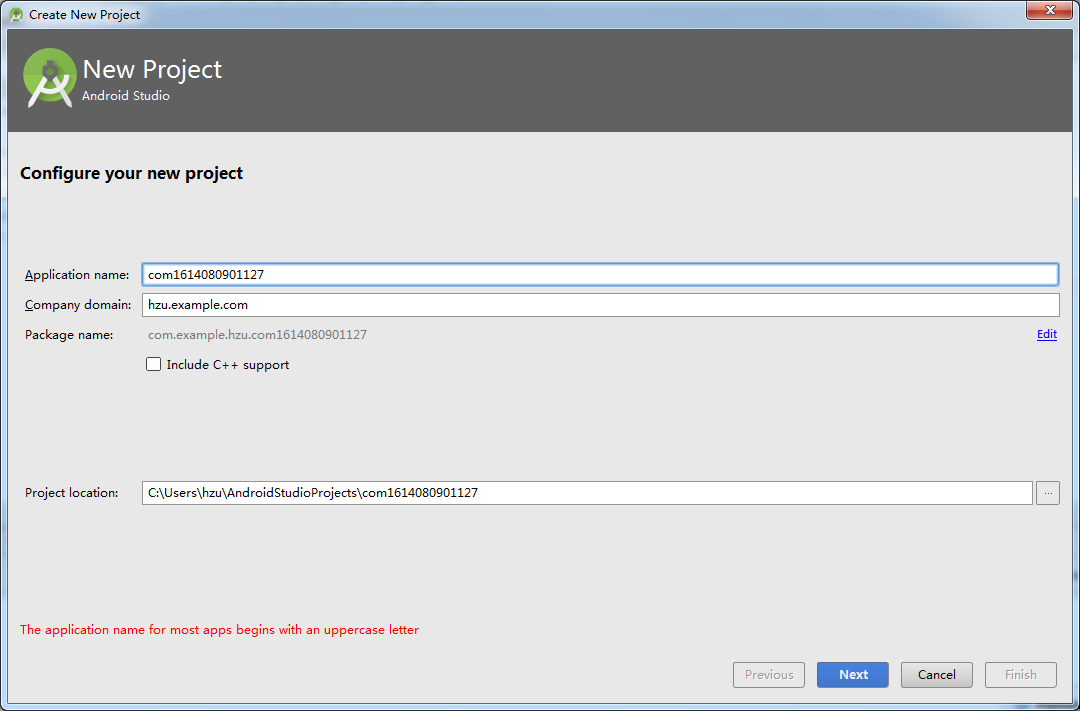 Create New Project
New Project
Android Studio
Configure your new project
Application name: com1614080901127
Company domain: hzu.example.com
Package name: com.example.hzu.com1614080901127 Edit
Include C++ support
Project location: C:\Users\hzu\AndroidStudioProjects\com1614080901127 ...
The application name for most apps begins with an uppercase letter
Previous Next Cancel Finish